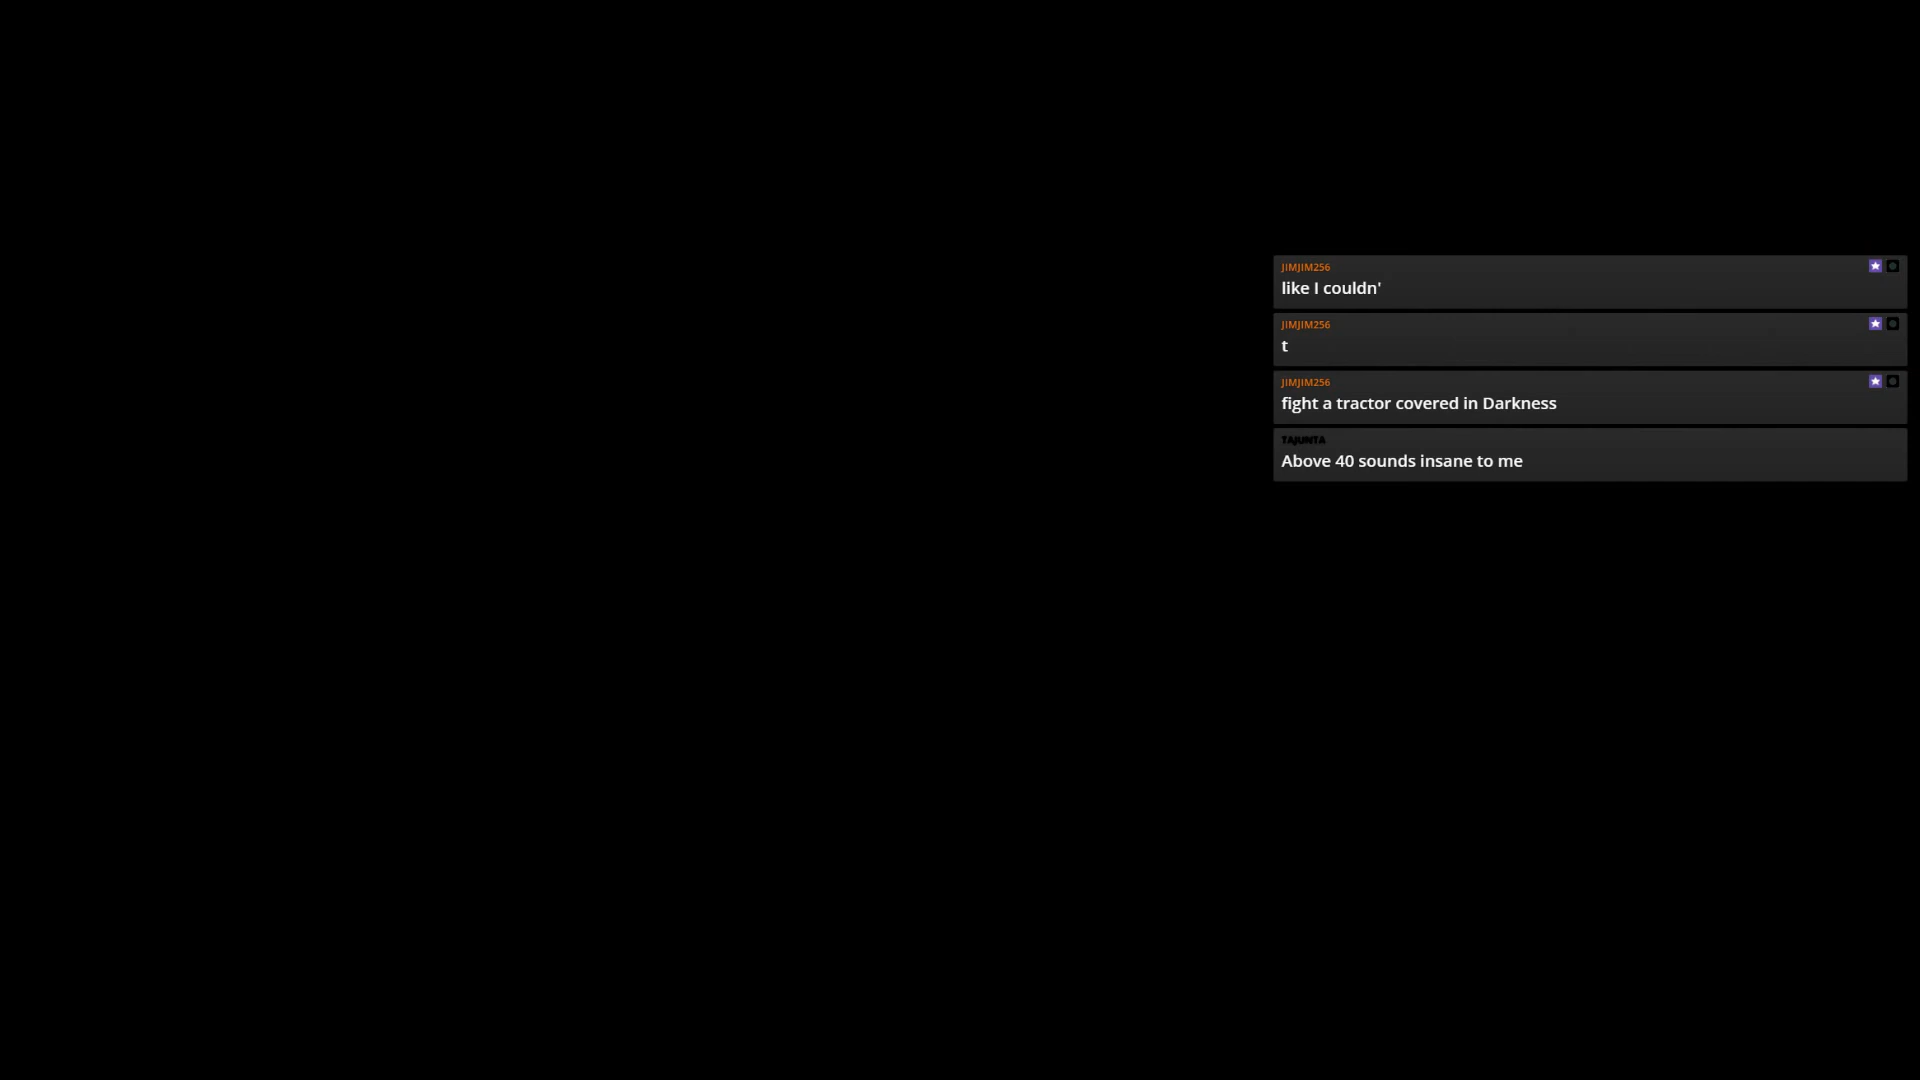 JIMJIM256
like I couldn'
JIMJIM256
t
JIMJIM256
fight a tractor covered in Darkness
TAJUNTA
Above 40 sounds insane to me